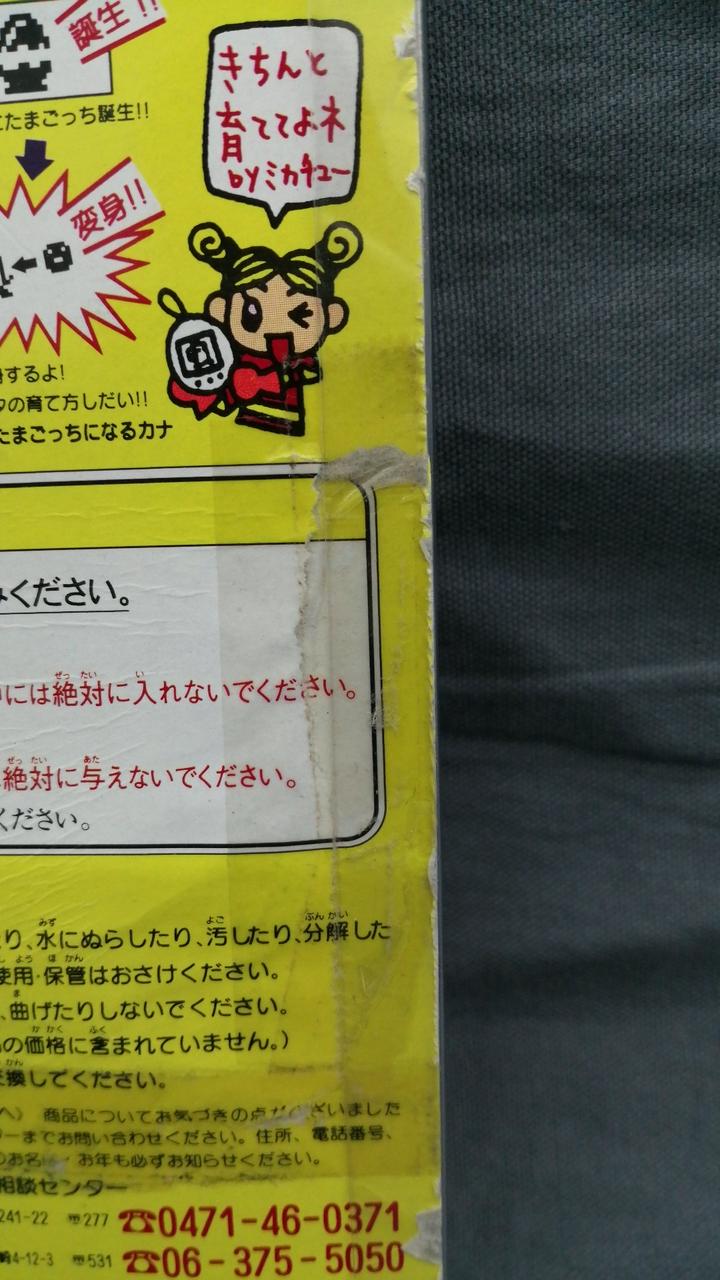 誕生!!
きちんと
育ててよネ
byミカチュー
たまごっち誕生!!
変身!!
するよ!
の育て方しだい!!
たまごっちになるカナ
ください。
には絶対に入れないでください。
絶対に与えないでください。
ください。
り、水にぬらしたり、汚したり、分解した
使用・保管はおさけください。
、曲げたりしないでください。
の価格に含まれていません。)
換してください。
へ〉 商品についてお気づきの点が ざいました
ーまでお問い合わせください。住所、電話番号、
のお名 お年も必ずお知らせください。
相談センター
241-22 〒277 ☎0471-46-0371
4-12-3 〒531 ☎06-375-5050